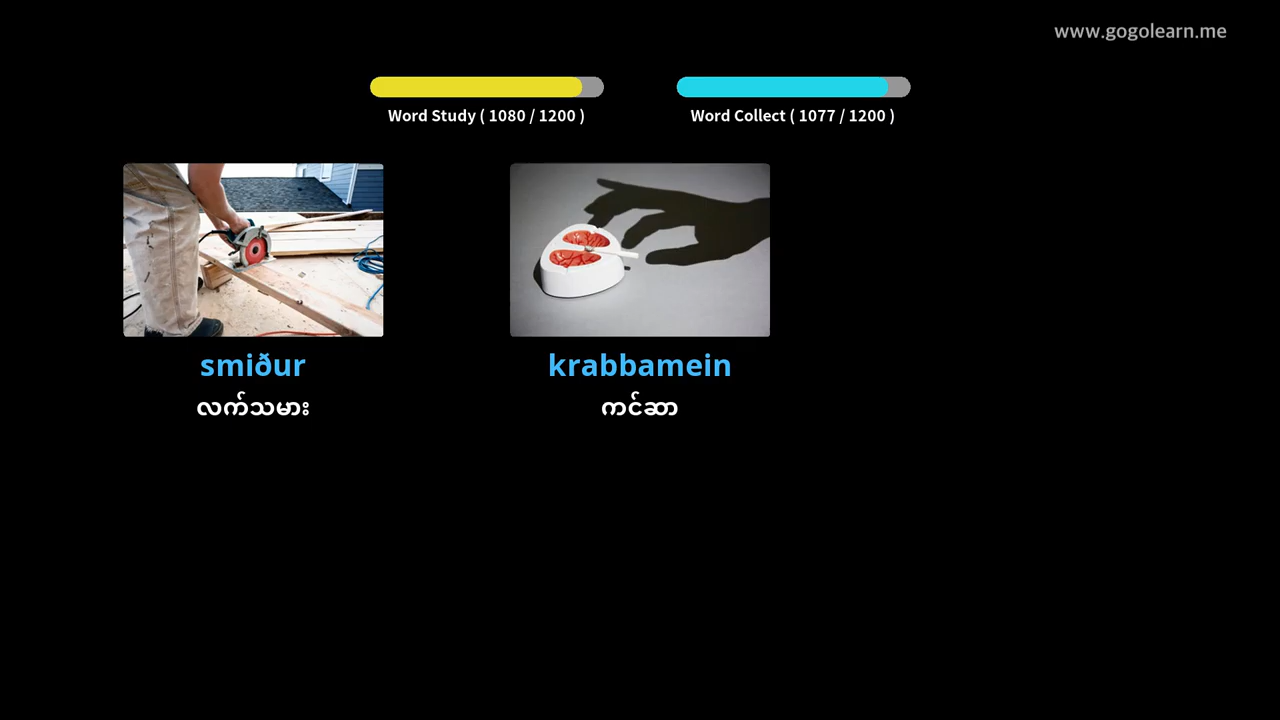 www.gogolearn.me
Word Study ( 1080 / 1200 )
Word Collect ( 1077 / 1200 )
smiður
krabbamein
လက်သမား
ကင်ဆာ